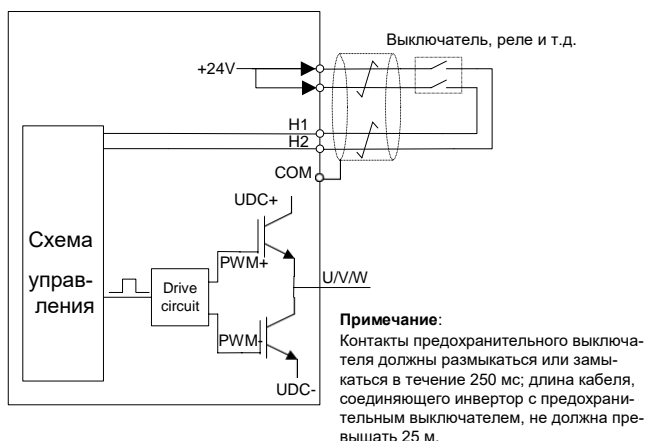 Выключатель, реле и т.д.
+24V
H1
H2
COM
UDC+
Схема
управ-
ления
PWM+
Drive
circuit
U/V/W
PWM-
UDC-
Примечание:
Контакты предохранительного выключа-
теля должны размыкаться или замы-
каться в течение 250 мс; длина кабеля,
соединяющего инвертор с предохрани-
тельным выключателем, не должна пре-
вышать 25 м.